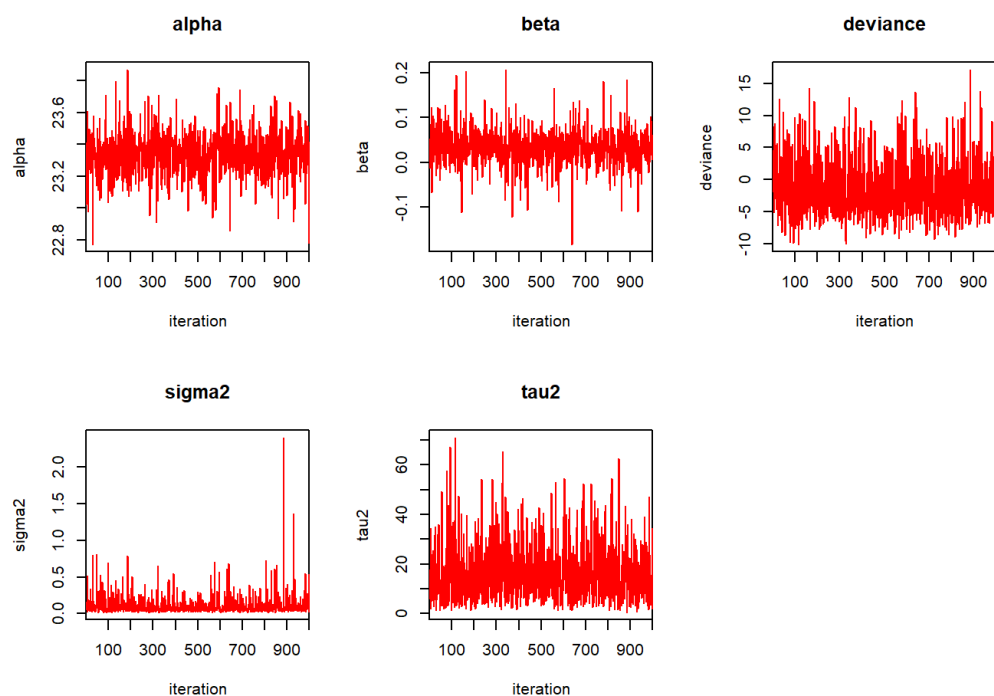 alpha
alpha
22.8 23.2 23.6
100 300 500 700 900
iteration
beta
beta
-0.1 0.0 0.1 0.2
100 300 500 700 900
iteration
deviance
deviance
-10 -5 0 5 10 15
100 300 500 700 900
iteration
sigma2
sigma2
0.0 0.5 1.0 1.5 2.0
100 300 500 700 900
iteration
tau2
tau2
0 20 40 60
100 300 500 700 900
iteration